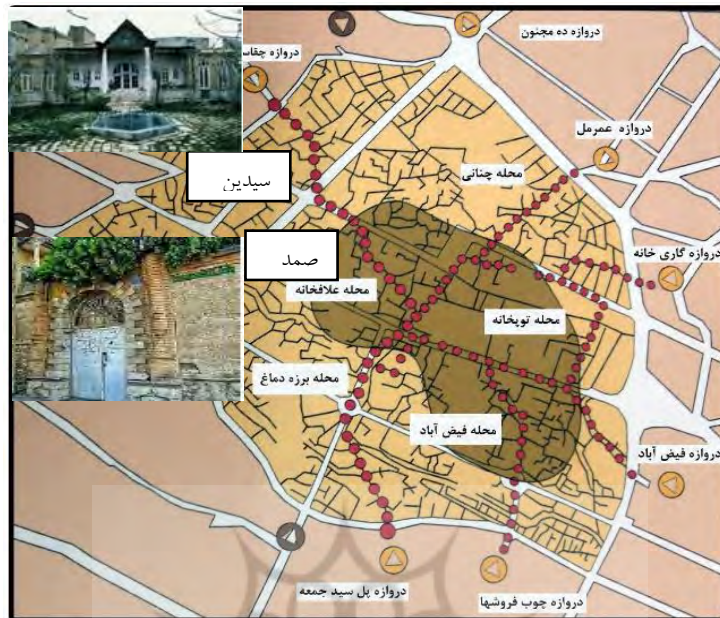 دروازه ده مجنون
دروازه چقاس
دروازه عمرمل
محله چنانی
سیدین
دروازه گاری خانه
صمد
محله علافخانه
محله توپخانه
محله برزه دماغ
محله فیض آباد
دروازه فیض آباد
دروازه پل سید جمعه
دروازه چوب فروشها